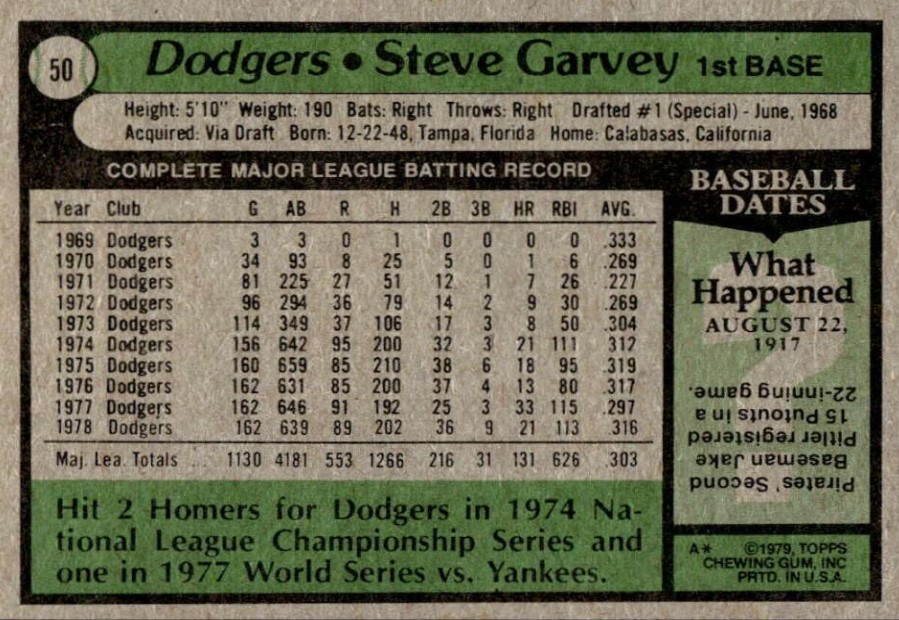 50
Dodgers • Steve Garvey 1st BASE
Height: 5'10" Weight: 190 Bats: Right Throws: Right Drafted #1 (Special) - June, 1968
Acquired: Via Draft Born: 12-22-48, Tampa, Florida Home: Calabasas, California
COMPLETE MAJOR LEAGUE BATTING RECORD
Year Club G AB R H 2B 3B HR RBI AVG.
1969 Dodgers 3 3 0 1 0 0 0 0 .333
1970 Dodgers 34 93 8 25 5 0 1 6 .269
1971 Dodgers 81 225 27 51 12 1 7 26 .227
1972 Dodgers 96 294 36 79 14 2 9 30 .269
1973 Dodgers 114 349 37 106 17 3 8 50 .304
1974 Dodgers 156 642 95 200 32 3 21 111 .312
1975 Dodgers 160 659 85 210 38 6 18 95 .319
1976 Dodgers 162 631 85 200 37 4 13 80 .317
1977 Dodgers 162 646 91 192 25 3 33 115 .297
1978 Dodgers 162 639 89 202 36 9 21 113 .316
Maj. Lea. Totals ... 1130 4181 553 1266 216 31 131 626 .303
Hit 2 Homers for Dodgers in 1974 Na-
tional League Championship Series and
one in 1977 World Series vs. Yankees.
BASEBALL
DATES
What
Happened
AUGUST 22,
1917
Pirates' Second
Baseman Jake
Pitler registered
15 Putouts in a
22-inning game.
A* ©1979, TOPPS
CHEWING GUM, INC
PRTD. IN U.S.A.